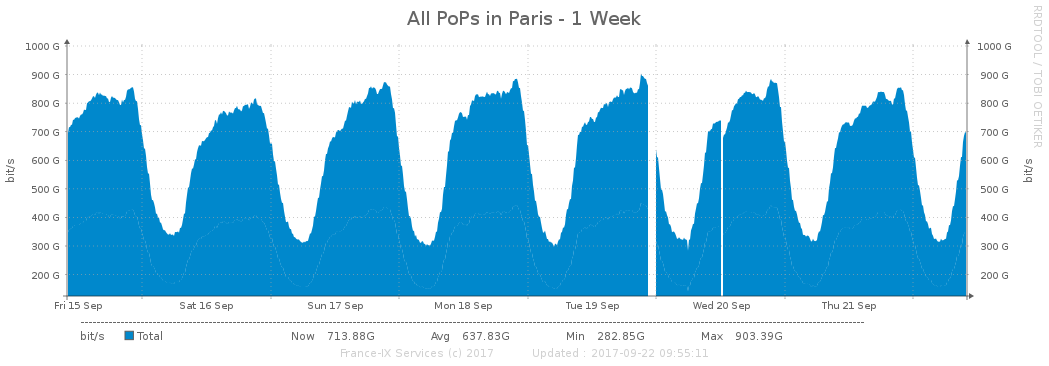 All PoPs in Paris - 1 Week
RRDTOOL / TOBI OETIKER
1000 G 1000 G
900 G 900 G
800 G 800 G
700 G 700 G
600 G 600 G
500 G 500 G
400 G 400 G
300 G 300 G
200 G 200 G
bit/s bit/s
Fri 15 Sep Sat 16 Sep Sun 17 Sep Mon 18 Sep Tue 19 Sep Wed 20 Sep Thu 21 Sep
bit/s Total Now 713.88G Avg 637.83G Min 282.85G Max 903.39G
France-IX Services (c) 2017 Updated : 2017-09-22 09:55:11